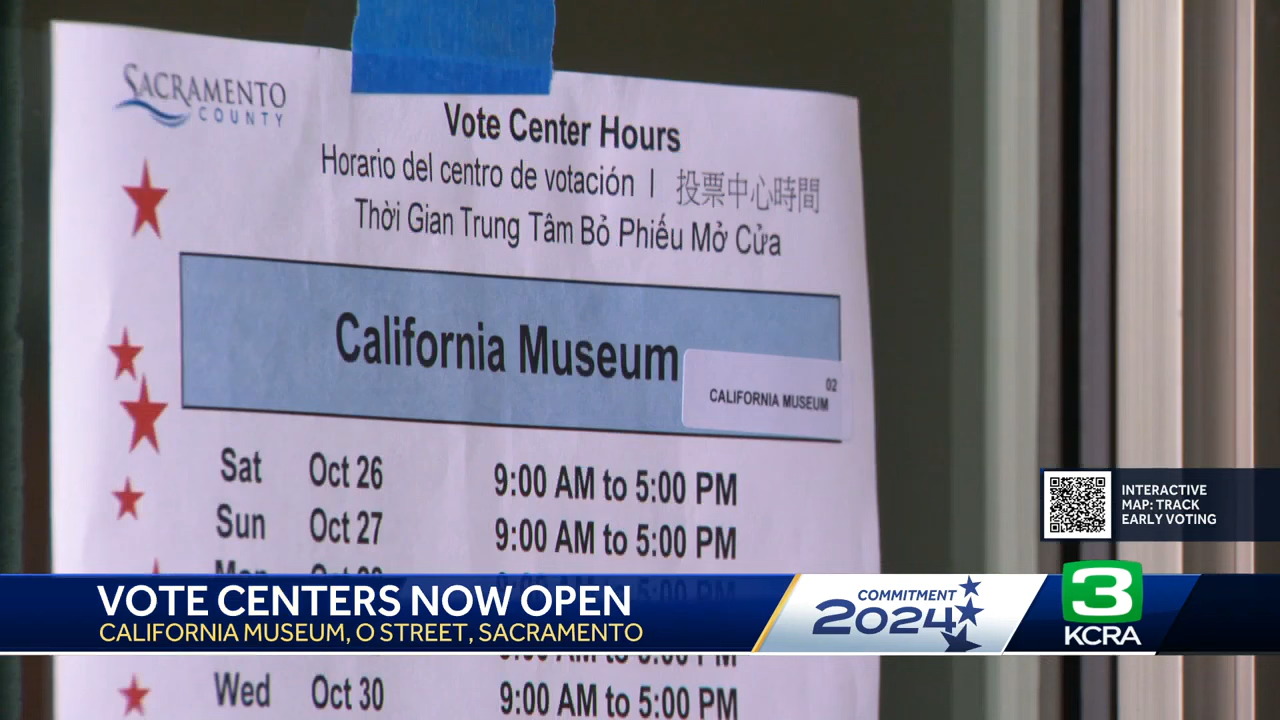 SACRAMENTO
COUNTY
Vote Center Hours
Horario del centro de votación | 投票中心時間
Thời Gian Trung Tâm Bỏ Phiếu Mở Cửa
California Museum
02
CALIFORNIA MUSEUM
Sat Oct 26 9:00 AM to 5:00 PM
Sun Oct 27 9:00 AM to 5:00 PM
INTERACTIVE
MAP: TRACK
EARLY VOTING
VOTE CENTERS NOW OPEN
CALIFORNIA MUSEUM, O STREET, SACRAMENTO
COMMITMENT
2024
3
KCRA
Wed Oct 30 9:00 AM to 5:00 PM